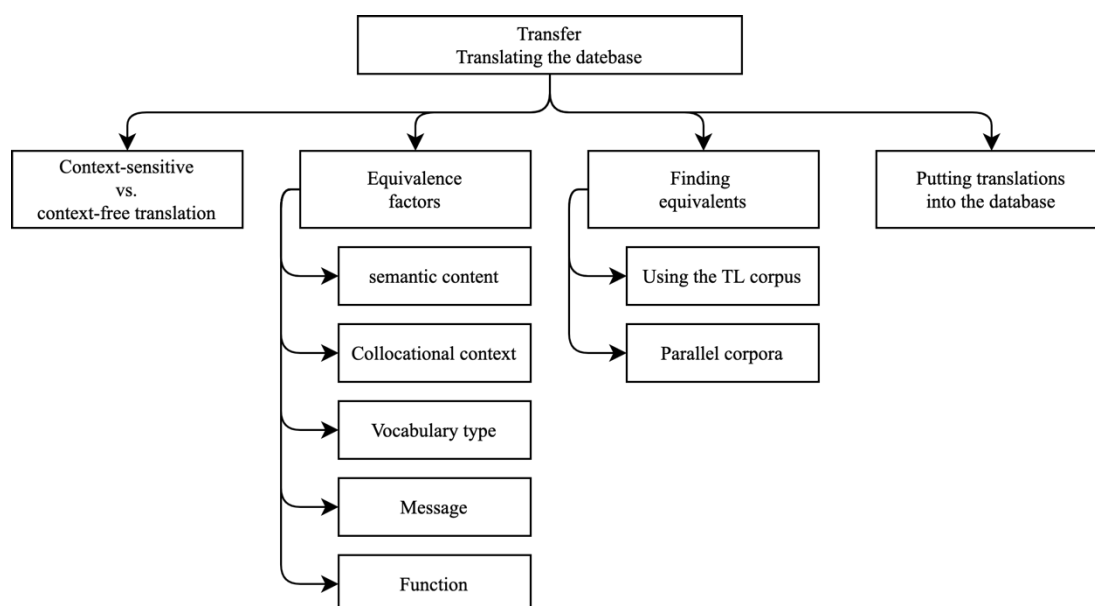 Transfer
Translating the datebase
Context-sensitive
vs.
context-free translation
Equivalence
factors
semantic content
Collocational context
Vocabulary type
Message
Function
Finding
equivalents
Using the TL corpus
Parallel corpora
Putting translations
into the database